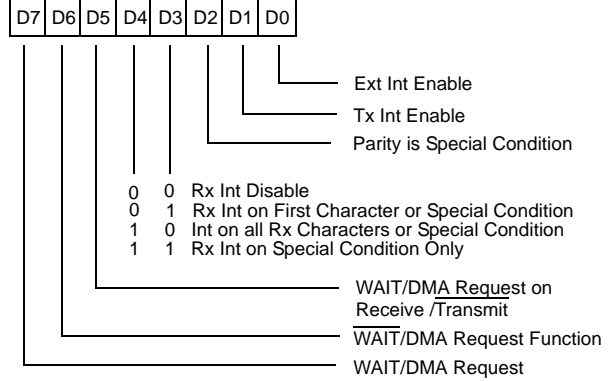 D7 D6 D5 D4 D3 D2 D1 D0
Ext Int Enable
Tx Int Enable
Parity is Special Condition
0 0 Rx Int Disable
0 1 Rx Int on First Character or Special Condition
1 0 Int on all Rx Characters or Special Condition
1 1 Rx Int on Special Condition Only
WAIT/DMA Request on
Receive /Transmit
WAIT/DMA Request Function
WAIT/DMA Request